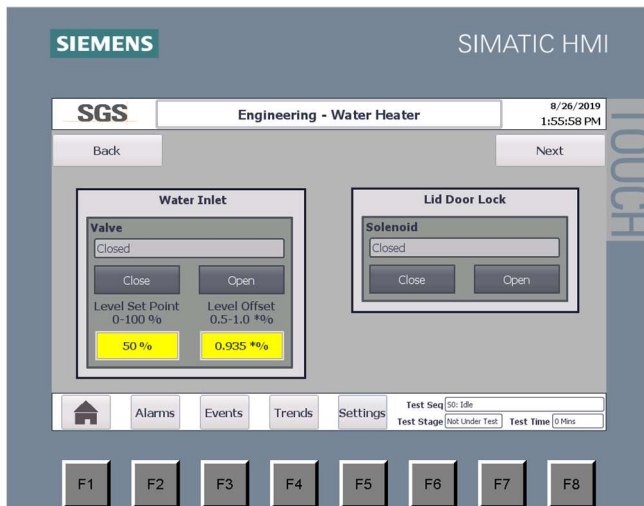 SIEMENS
SIMATIC HMI
TOUCH
SGS
Engineering - Water Heater
8/26/2019
1:55:58 PM
Back
Next
Water Inlet
Valve
Closed
Close
Open
Level Set Point
0-100 %
Level Offset
0.5-1.0 *%
50 %
0.935 *%
Lid Door Lock
Solenoid
Closed
Close
Open
Alarms
Events
Trends
Settings
Test Seq
50: Idle
Test Stage
Not Under Test
Test Time
0 Mins
F1
F2
F3
F4
F5
F6
F7
F8